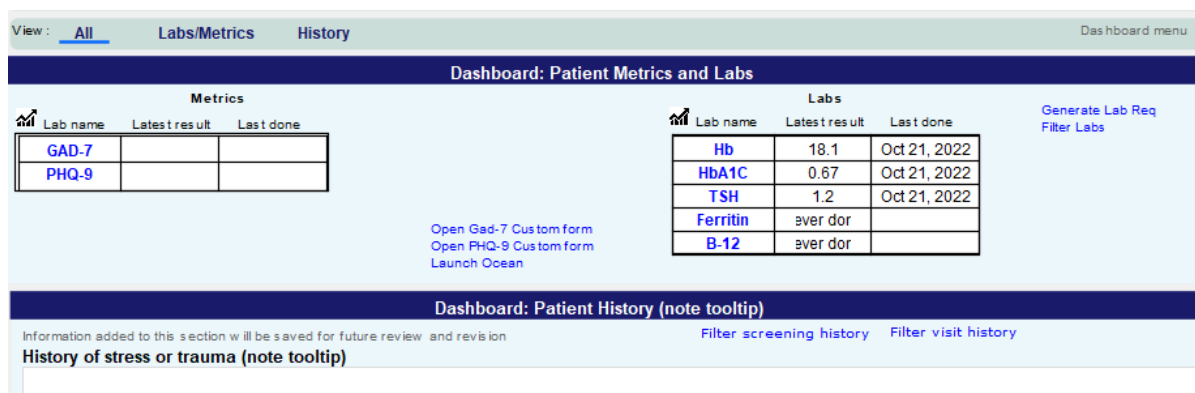 View : All Labs/Metrics History Dashboard menu
Dashboard: Patient Metrics and Labs
Metrics
Lab name Latest result Last done
GAD-7
PHQ-9
Labs
Lab name Latest result Last done
Hb 18.1 Oct 21, 2022
HbA1C 0.67 Oct 21, 2022
TSH 1.2 Oct 21, 2022
Ferritin ever dor
B-12 ever dor
Generate Lab Req
Filter Labs
Open Gad-7 Custom form
Open PHQ-9 Custom form
Launch Ocean
Dashboard: Patient History (note tooltip)
Information added to this section will be saved for future review and revision
Filter screening history Filter visit history
History of stress or trauma (note tooltip)